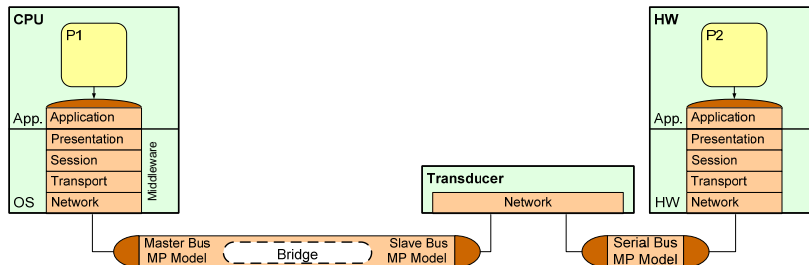 CPU
P1
App.
Application
Presentation
Session
Transport
OS
Network
Middleware
Transducer
Network
HW
P2
App.
Application
Presentation
Session
Transport
HW
Network
Master Bus
MP Model
Bridge
Slave Bus
MP Model
Serial Bus
MP Model